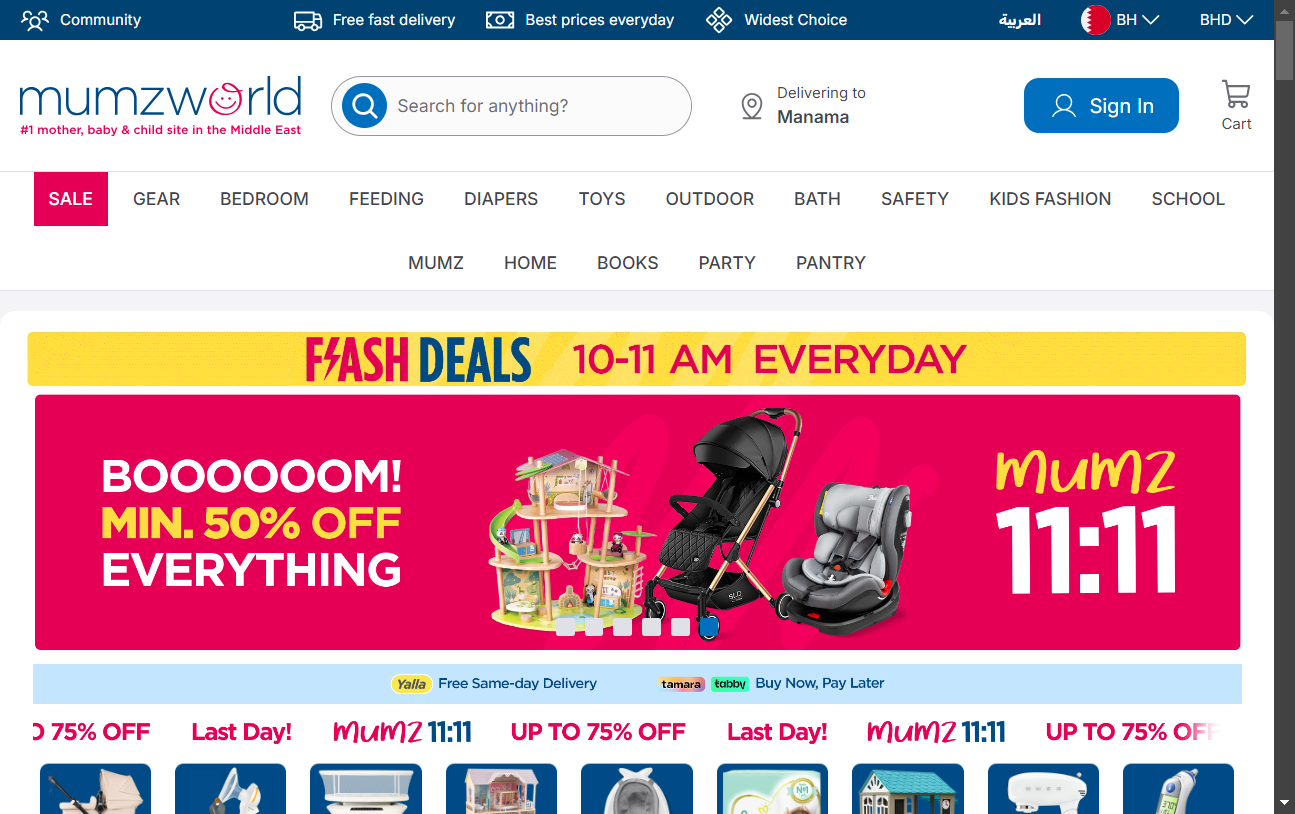 Community
Free fast delivery
Best prices everyday
Widest Choice
العربية
BH
BHD
mumzworld
#1 mother, baby & child site in the Middle East
Search for anything?
Delivering to
Manama
Sign In
Cart
SALE
GEAR
BEDROOM
FEEDING
DIAPERS
TOYS
OUTDOOR
BATH
SAFETY
KIDS FASHION
SCHOOL
MUMZ
HOME
BOOKS
PARTY
PANTRY
FLASH DEALS 10-11 AM EVERYDAY
BOOOOOOM!
MIN. 50% OFF
EVERYTHING
mumz
11:11
Yalla Free Same-day Delivery
tamara tabby Buy Now, Pay Later
75% OFF
Last Day!
mumz 11:11
UP TO 75% OFF
Last Day!
mumz 11:11
UP TO 75% OFF